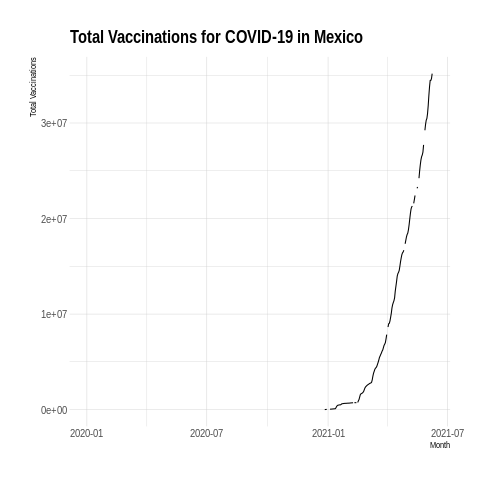 Total Vaccinations for COVID-19 in Mexico
Total Vaccinations
3e+07
2e+07
1e+07
0e+00
2020-01 2020-07 2021-01 2021-07
Month